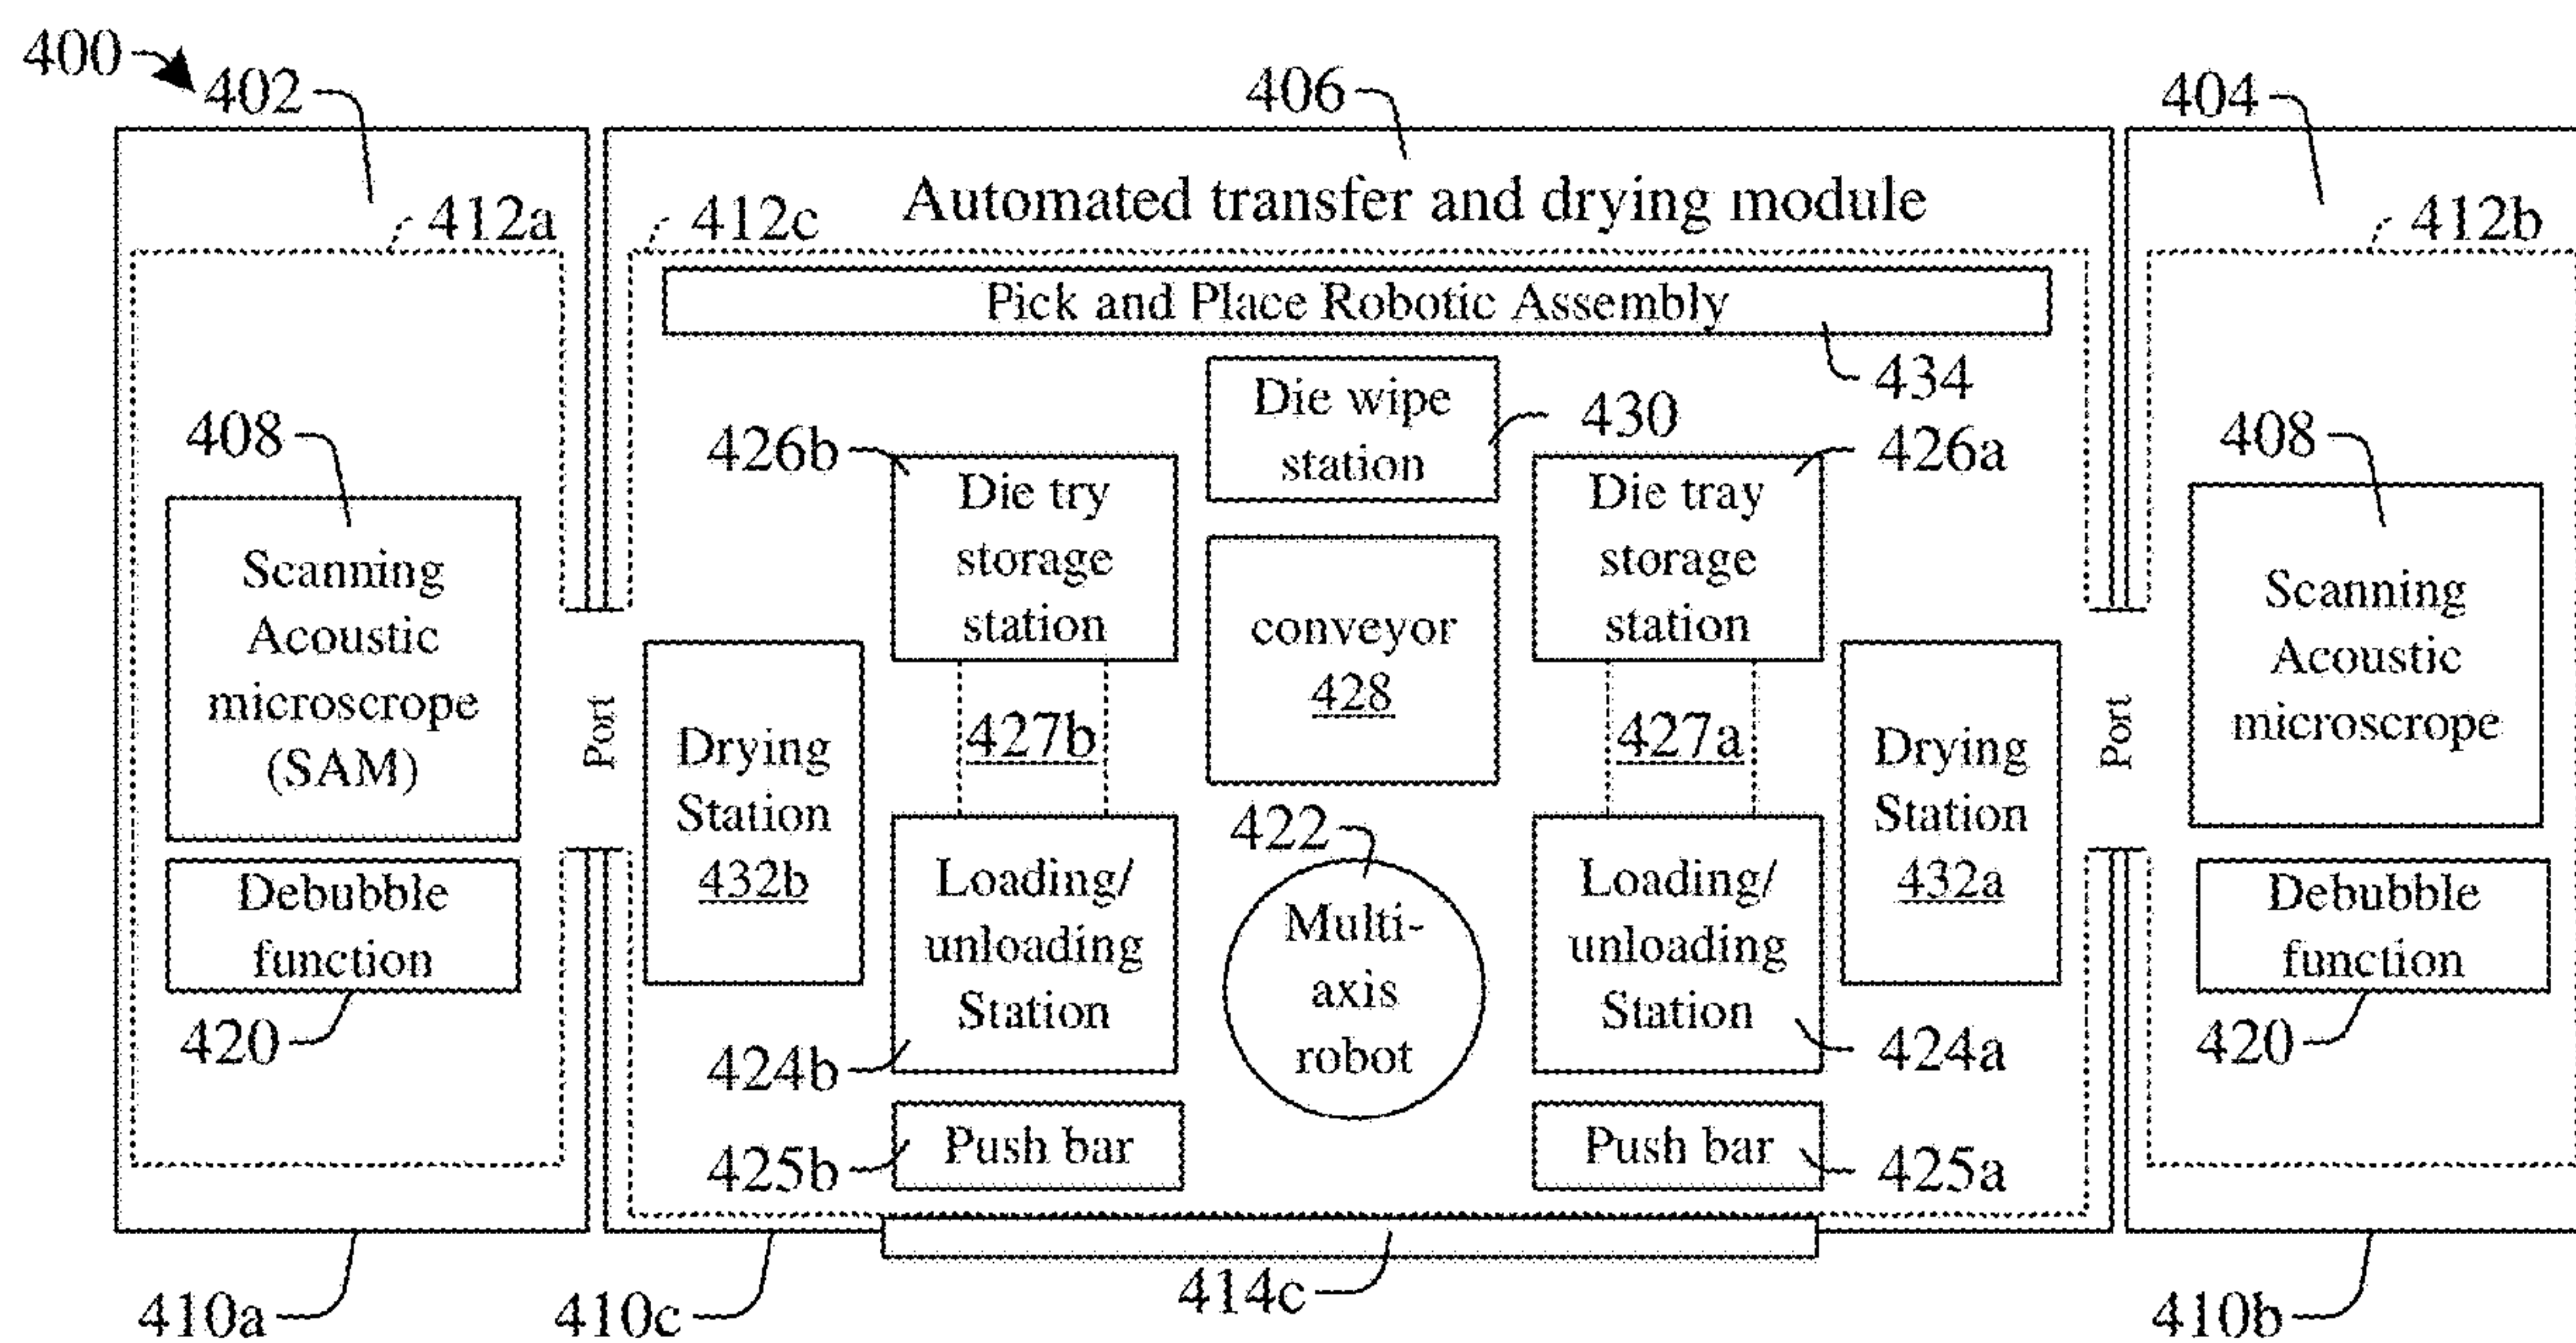 400
402
406
404
412a
412c
Automated transfer and drying module
412b
Pick and Place Robotic Assembly
434
Die wipe
station
430
408
Scanning
Acoustic
microscrope
(SAM)
Debubble
function
420
Port
Drying
Station
432b
426b
Die try
storage
station
427b
Loading/
unloading
Station
424b
Push bar
425b
conveyor
428
422
Multi-
axis
robot
426a
Die tray
storage
station
427a
Loading/
unloading
Station
424a
Push bar
425a
Drying
Station
432a
Port
408
Scanning
Acoustic
microscrope
Debubble
function
420
410a
410c
414c
410b